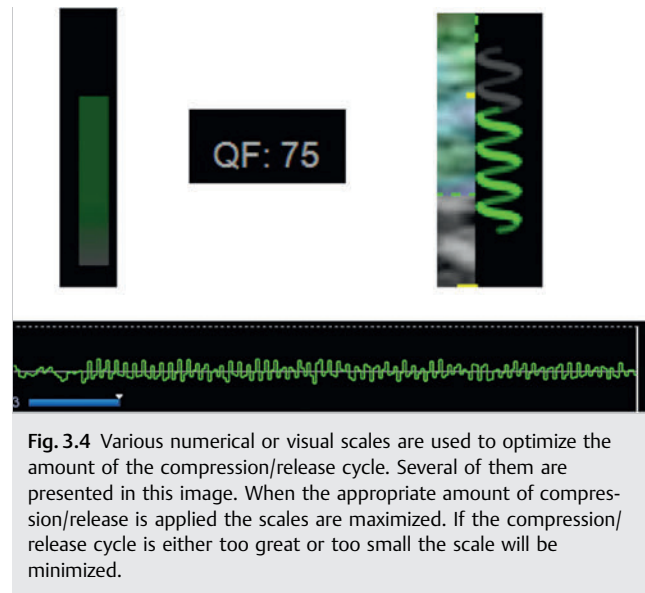 QF: 75
3
Fig. 3.4 Various numerical or visual scales are used to optimize the
amount of the compression/release cycle. Several of them are
presented in this image. When the appropriate amount of compres-
sion/release is applied the scales are maximized. If the compression/
release cycle is either too great or too small the scale will be
minimized.